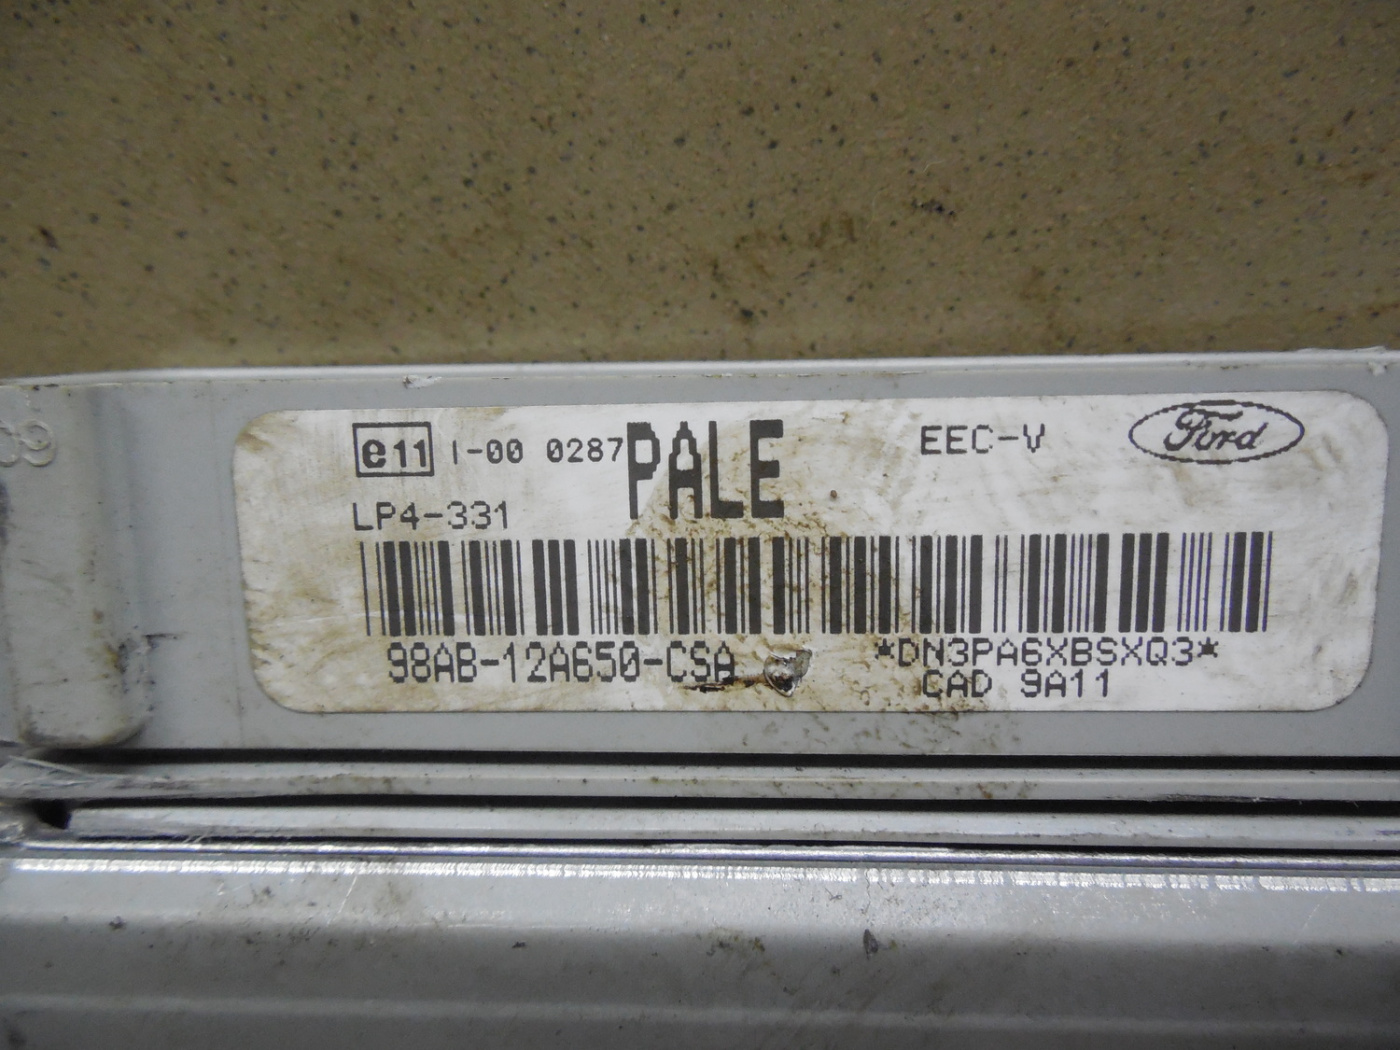 e11 I-00 0287 PALE EEC-V Ford
LP4-331
98AB-12A650-CSA *DN3PA6XBSXQ3*
CAD 9A11